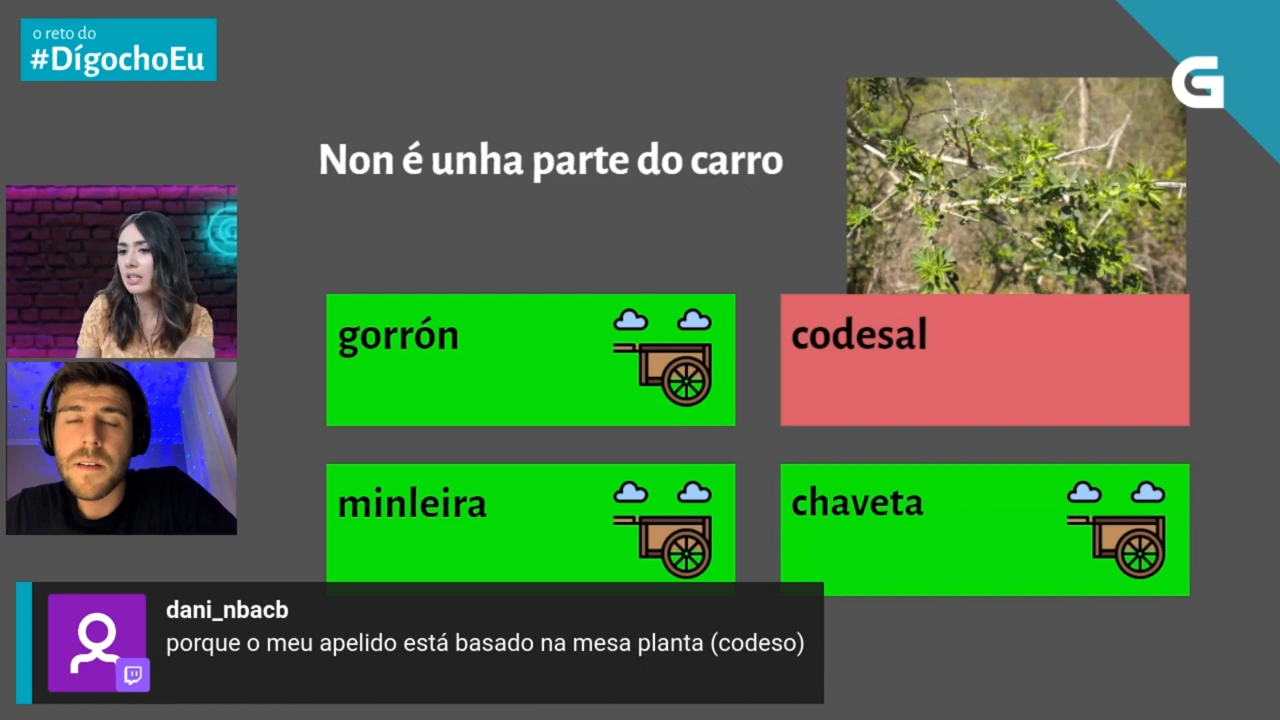 o reto do
#DígochoEu
Non é unha parte do carro
gorrón
codesal
minleira
chaveta
dani_nbacb
porque o meu apelido está basado na mesa planta (codeso)